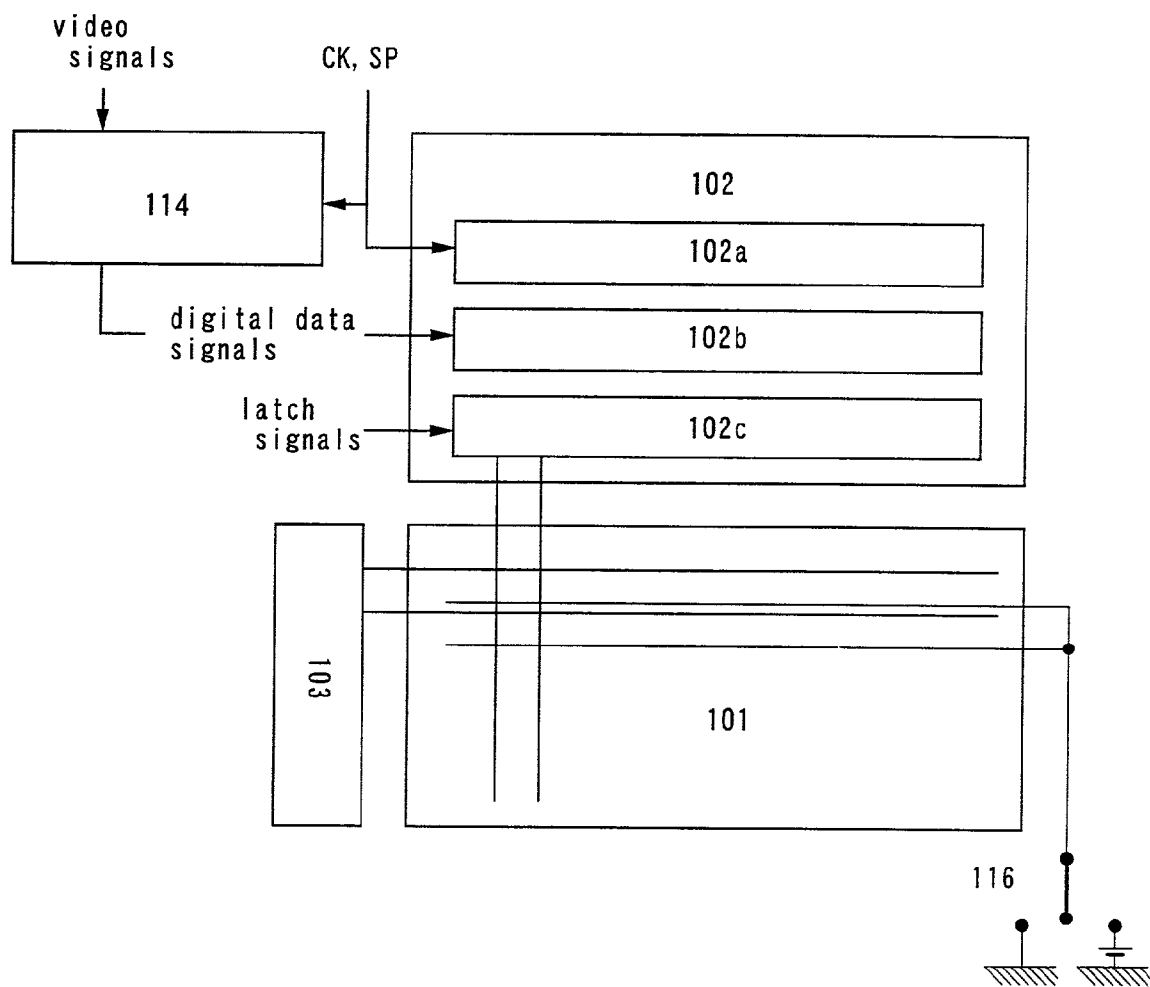 video
signals
CK, SP
114
102
102a
digital data
signals
102b
latch
signals
102c
103
101
116